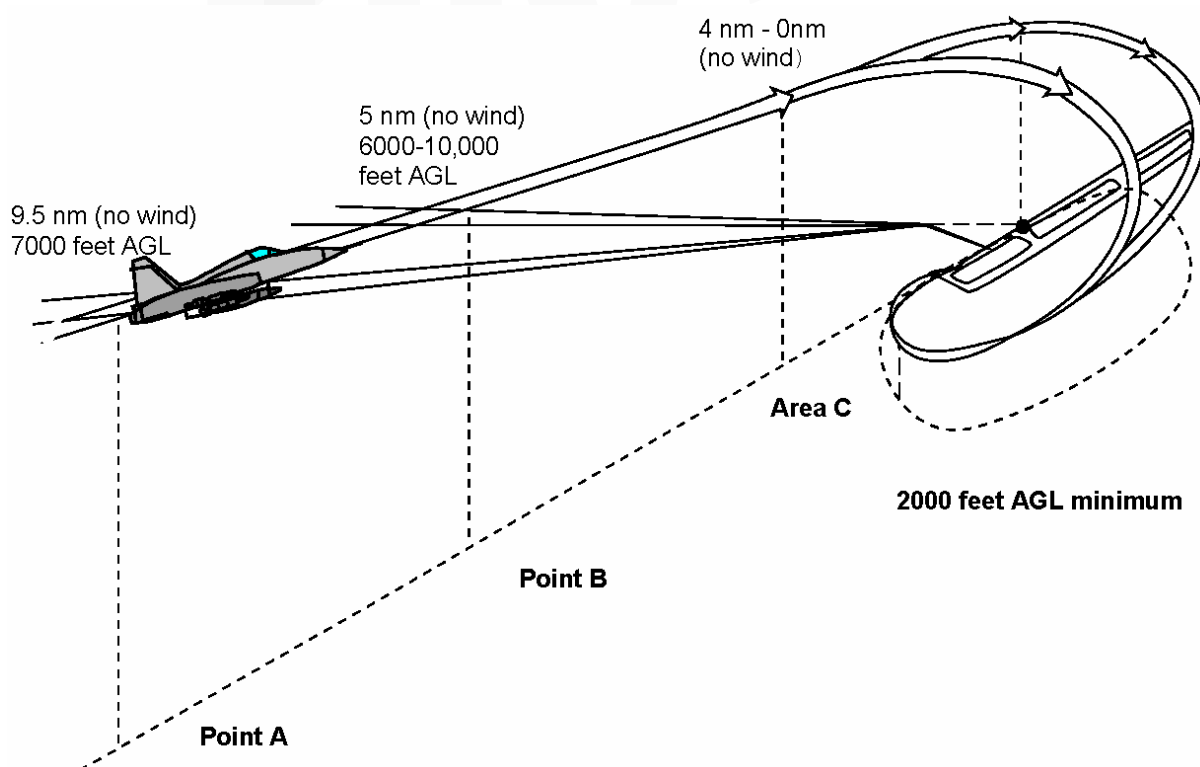 4 nm - 0nm
(no wind)
5 nm (no wind)
6000-10,000
feet AGL
9.5 nm (no wind)
7000 feet AGL
Area C
2000 feet AGL minimum
Point B
Point A